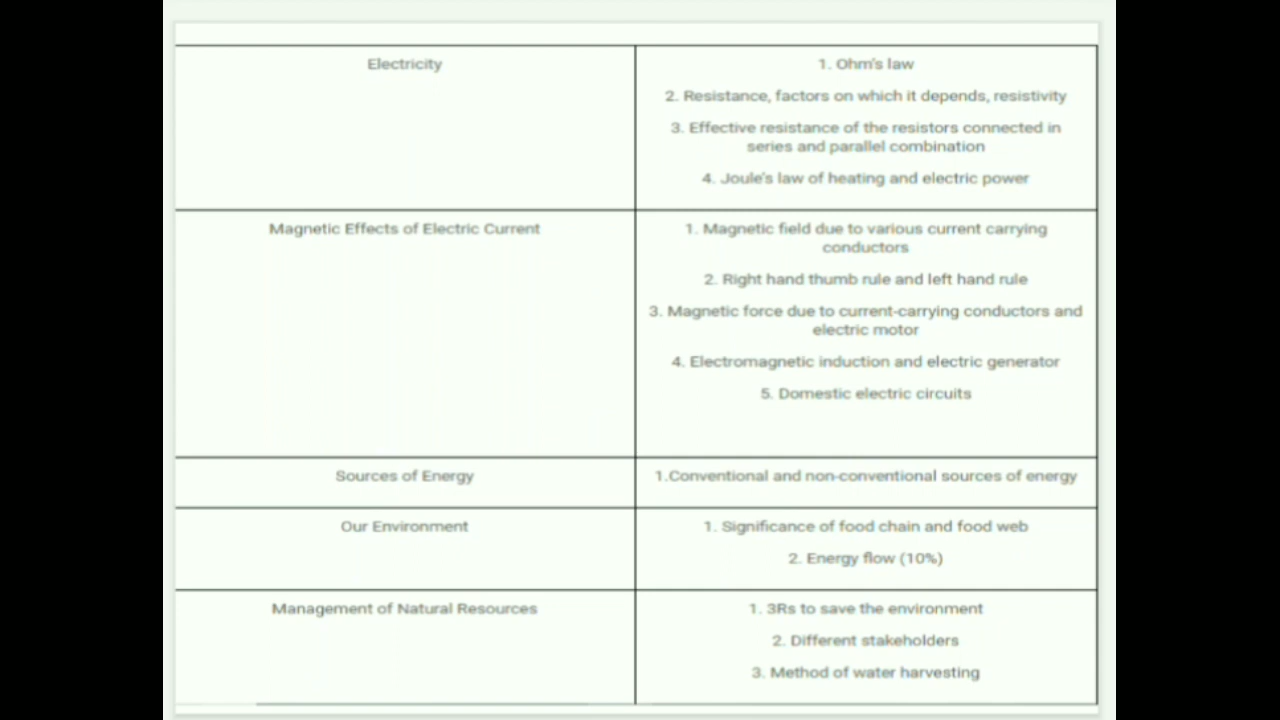 Electricity
1. Ohm's law
2. Resistance, factors on which it depends, resistivity
3. Effective resistance of the resistors connected in
series and parallel combination
4. Joule's law of heating and electric power
Magnetic Effects of Electric Current
1. Magnetic field due to various current carrying
conductors
2. Right hand thumb rule and left hand rule
3. Magnetic force due to current-carrying conductors and
electric motor
4. Electromagnetic induction and electric generator
5. Domestic electric circuits
Sources of Energy
1.Conventional and non-conventional sources of energy
Our Environment
1. Significance of food chain and food web
2. Energy flow (10%)
Management of Natural Resources
1. 3Rs to save the environment
2. Different stakeholders
3. Method of water harvesting